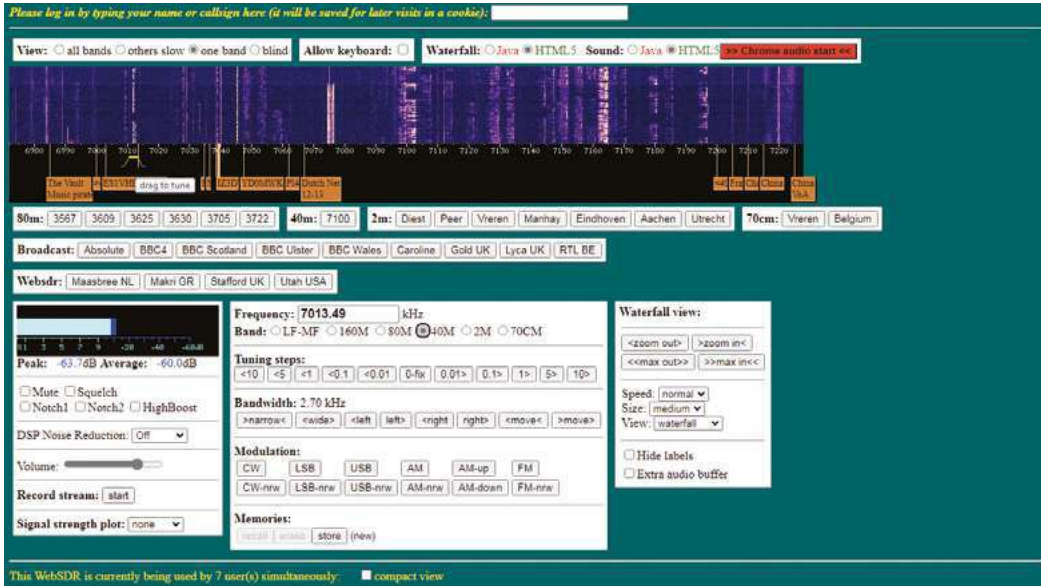 Please log in by typing your name or callsign here (it will be saved for later visits in a cookie):
View: all bands others slow one band blind Allow keyboard: Waterfall: Java HTML5 Sound: Java HTML5 >> Chrome audio start <<
6980 6990 7000 7010 7020 7030 7040 7050 7060 7070 7080 7090 7100 7110 7120 7130 7140 7150 7160 7170 7180 7190 7200 7210 7220
The Vault drag to tune YD0MWK Dutch Net China China
Music 12-13
80m: 3567 3609 3625 3630 3705 3722 40m: 7100 2m: Diest Peer Vreren Manhay Eindhoven Aachen Utrecht 70cm: Vreren Belgium
Broadcast: Absolute BBC4 BBC Scotland BBC Ulster BBC Wales Caroline Gold UK Lyca UK RTL BE
Websdr: Maasbree NL Makri GR Stafford UK Utah USA
S1 3 5 7 9 +20 +40 +60dB
Peak: -63.7dB Average: -60.0dB
Mute Squelch
Notch1 Notch2 HighBoost
DSP Noise Reduction: Off
Volume:
Record stream: start
Signal strength plot: none
Frequency: 7013.49 kHz
Band: LF-MF 160M 80M 40M 2M 70CM
Tuning steps:
<10 <5 <1 <0.1 <0.01 0-fix 0.01> 0.1> 1> 5> 10>
Bandwidth: 2.70 kHz
>narrow< <wide> <left left> <right right> <move< >move>
Modulation:
CW LSB USB AM AM-up FM
CW-nrw LSB-nrw USB-nrw AM-nrw AM-down FM-nrw
Memories:
recall erase store (new)
Waterfall view:
<zoom out> >zoom in<
<<max out>> >>max in<<
Speed: normal
Size: medium
View: waterfall
Hide labels
Extra audio buffer
This WebSDR is currently being used by 7 user(s) simultaneously: compact view